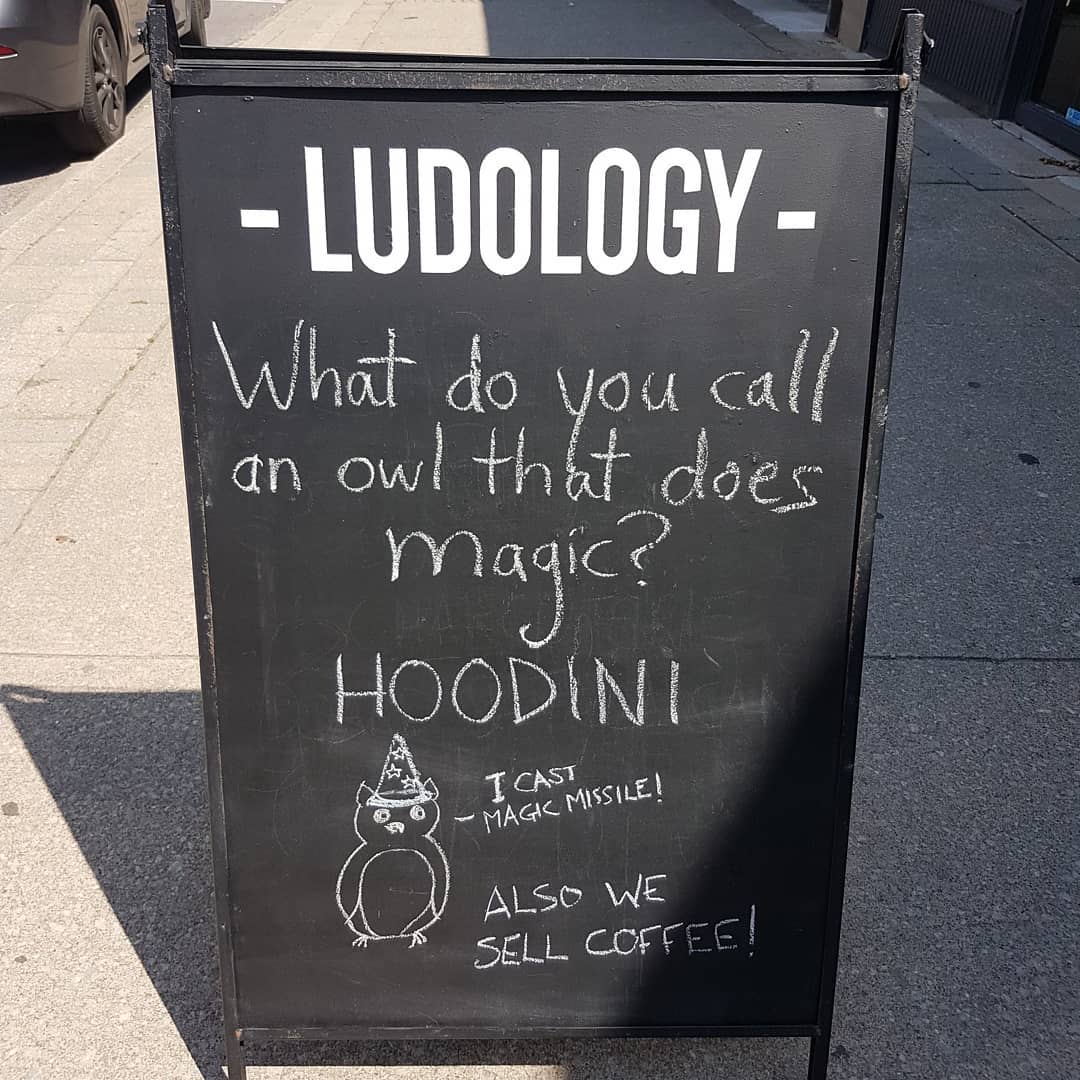 - LUDOLOGY -
What do you call
an owl that does
magic?
HOODINI
I CAST
- MAGIC MISSILE!
ALSO WE
SELL COFFEE!